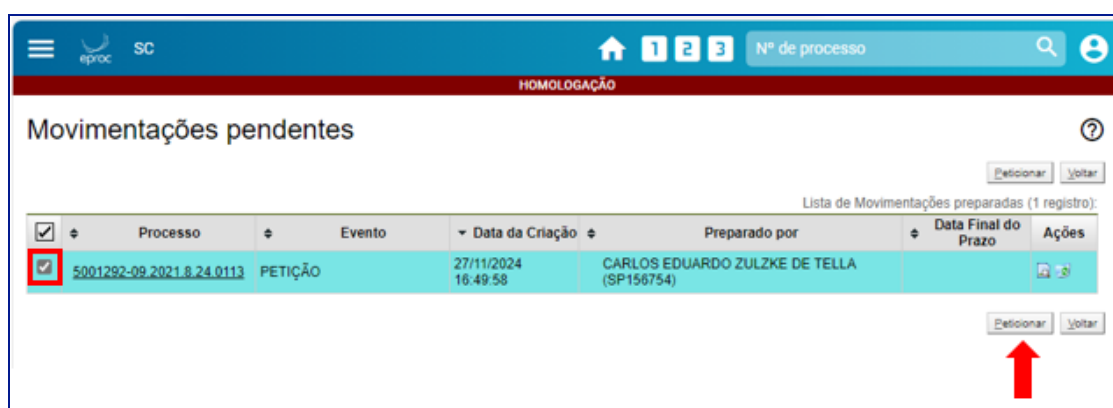 eproc SC 1 2 3 Nº de processo
HOMOLOGAÇÃO
Movimentações pendentes
Peticionar Voltar
Lista de Movimentações preparadas (1 registro):
Processo Evento Data da Criação Preparado por Data Final do Prazo Ações
5001292-09.2021.8.24.0113 PETIÇÃO 27/11/2024 16:49:58 CARLOS EDUARDO ZULZKE DE TELLA (SP156754)
Peticionar Voltar